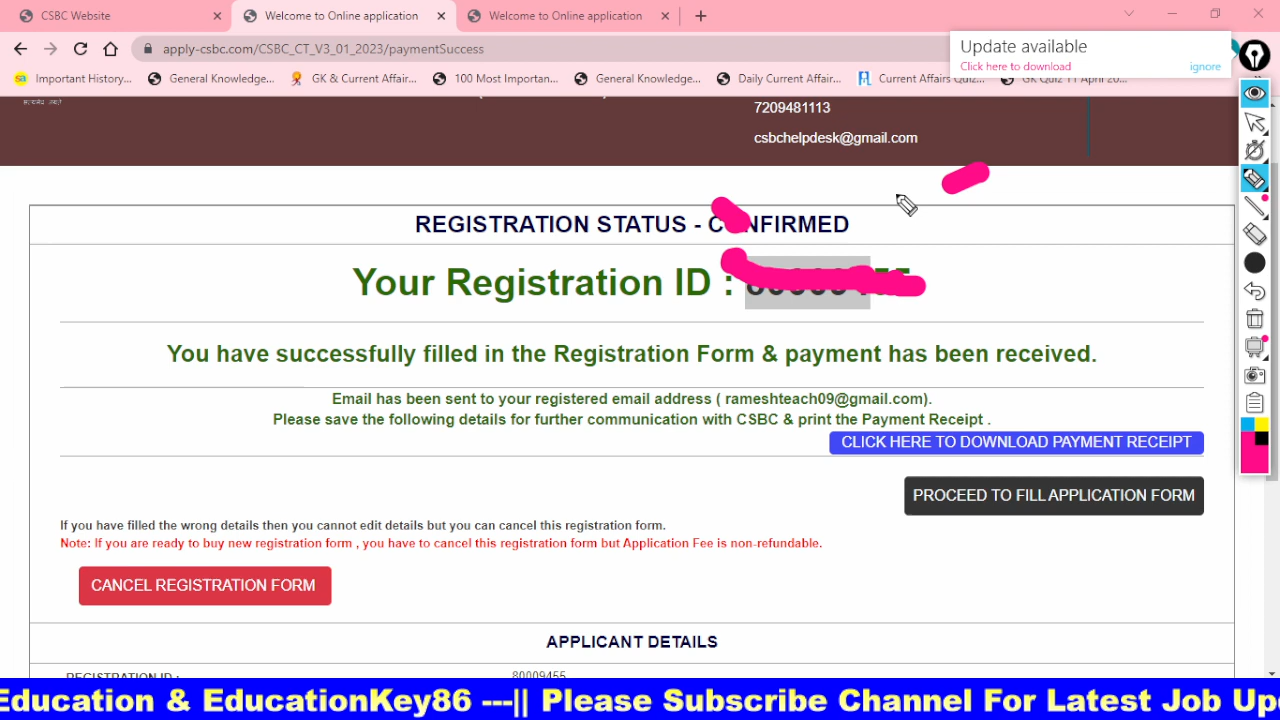 CSBC Website
Welcome to Online application
Welcome to Online application
apply-csbc.com/CSBC_CT_V3_01_2023/paymentSuccess
Update available
Click here to download
ignore
Important History...
General Knowledge...
GK & Current Affair...
100 Most Importan...
General Knowledge...
Daily Current Affair...
Current Affairs Quiz...
GK Quiz 11 April 20...
7209481113
csbchelpdesk@gmail.com
REGISTRATION STATUS - CONFIRMED
Your Registration ID :
You have successfully filled in the Registration Form & payment has been received.
Email has been sent to your registered email address ( rameshteach09@gmail.com).
Please save the following details for further communication with CSBC & print the Payment Receipt .
CLICK HERE TO DOWNLOAD PAYMENT RECEIPT
PROCEED TO FILL APPLICATION FORM
If you have filled the wrong details then you cannot edit details but you can cancel this registration form.
Note: If you are ready to buy new registration form , you have to cancel this registration form but Application Fee is non-refundable.
CANCEL REGISTRATION FORM
APPLICANT DETAILS
REGISTRATION ID :
Education & EducationKey86 ---|| Please Subscribe Channel For Latest Job Up